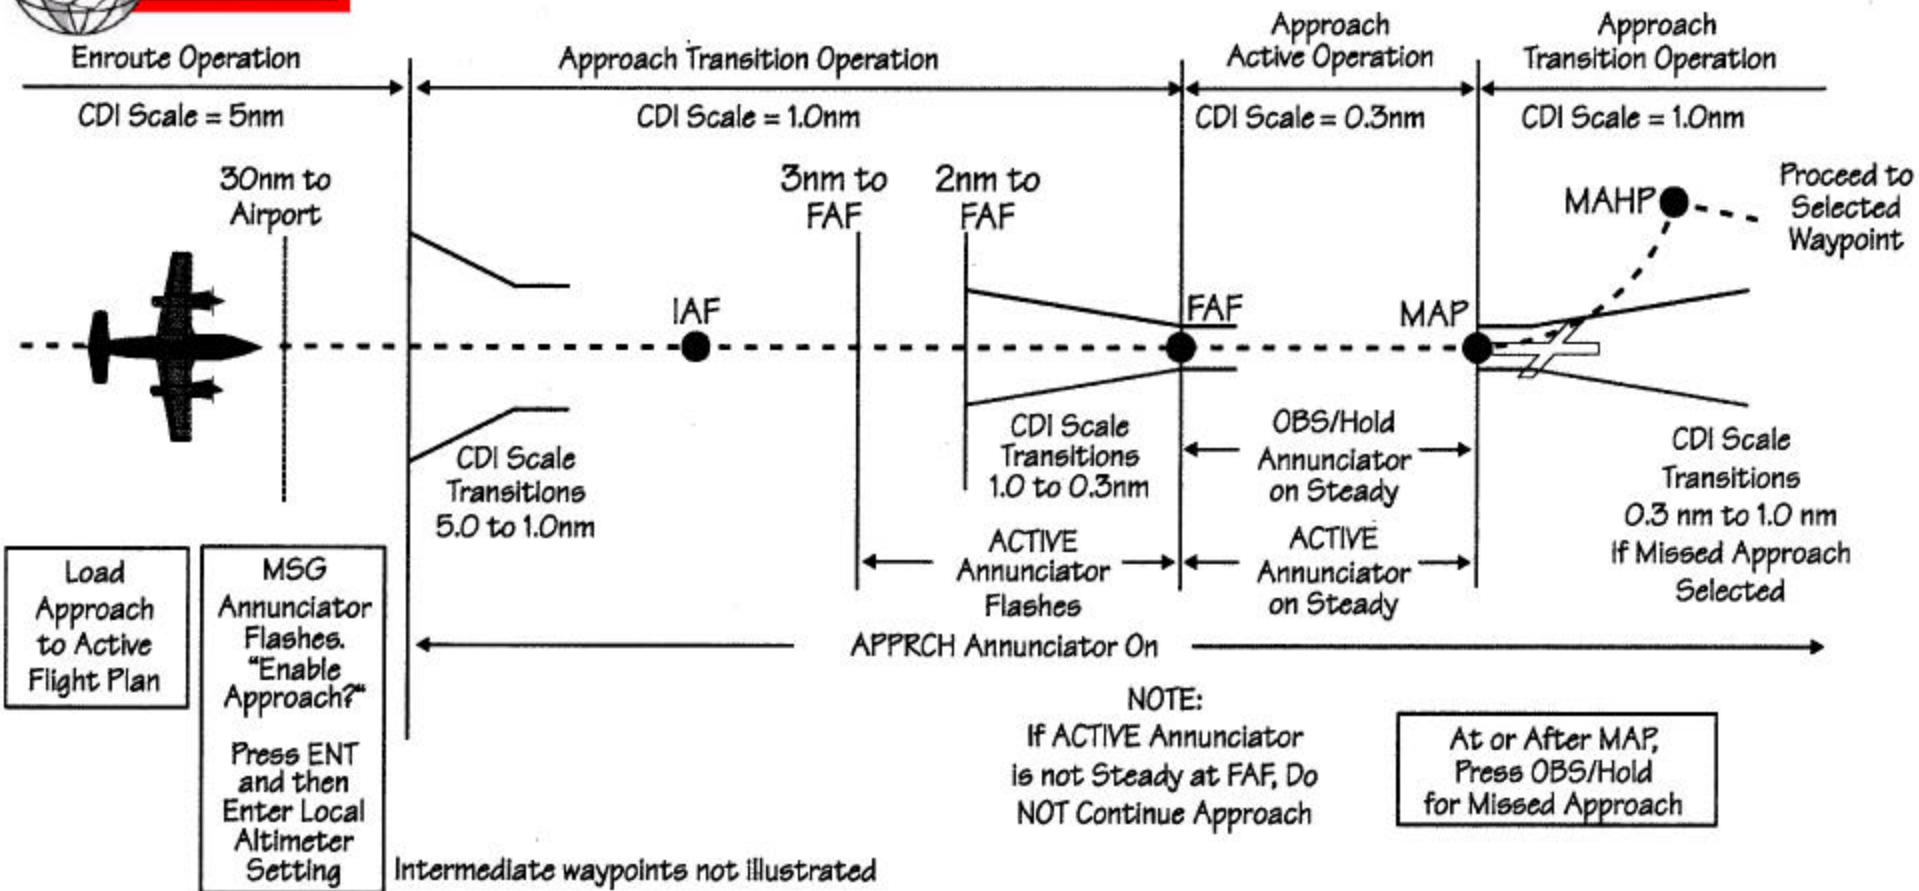 Enroute Operation
CDI Scale = 5nm
Approach Transition Operation
CDI Scale = 1.0nm
Approach
Active Operation
CDI Scale = 0.3nm
Approach
Transition Operation
CDI Scale = 1.0nm
30nm to
Airport
3nm to
FAF
2nm to
FAF
MAHP
Proceed to
Selected
Waypoint
IAF
FAF
MAP
CDI Scale
Transitions
5.0 to 1.0nm
CDI Scale
Transitions
1.0 to 0.3nm
OBS/Hold
Annunciator
on Steady
CDI Scale
Transitions
0.3 nm to 1.0 nm
if Missed Approach
Selected
ACTIVE
Annunciator
Flashes
ACTIVE
Annunciator
on Steady
Load
Approach
to Active
Flight Plan
MSG
Annunciator
Flashes.
"Enable
Approach?"
Press ENT
and then
Enter Local
Altimeter
Setting
APPRCH Annunciator On
NOTE:
If ACTIVE Annunciator
is not Steady at FAF, Do
NOT Continue Approach
At or After MAP,
Press OBS/Hold
for Missed Approach
Intermediate waypoints not illustrated